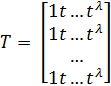 T = [1t … t^λ
1t … t^λ
…
1t … t^λ]